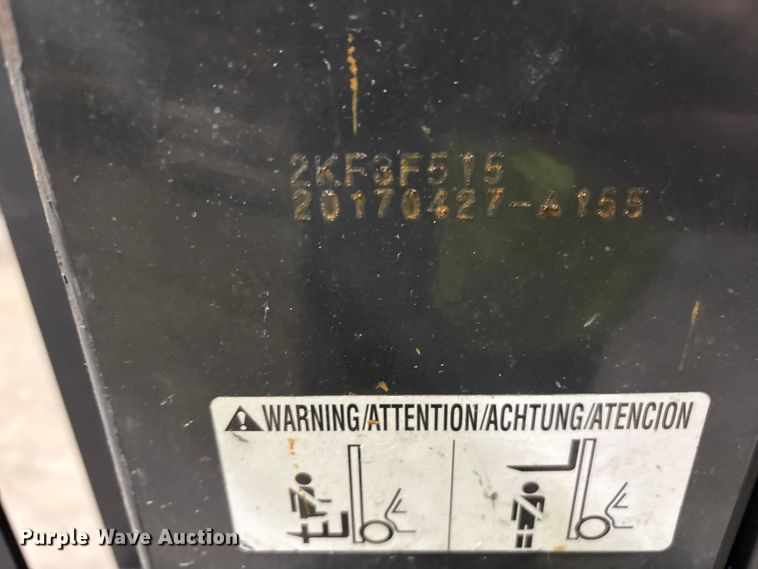 2KF3F515
20170427-A155
WARNING/ATTENTION/ACHTUNG/ATENCION
Purple Wave Auction